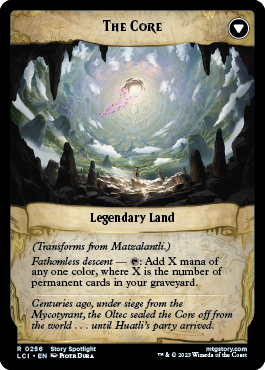 THE CORE
Legendary Land
(Transforms from Matzalantli.)
Fathomless descent — T: Add X mana of
any one color, where X is the number of
permanent cards in your graveyard.
Centuries ago, under siege from the
Mycotyrant, the Oltec sealed the Core off
from the world . . . until Huatli's party arrived.
R 0256 Story Spotlight mtgstory.com
LCI • EN PIOTR DURA ™ & © 2023 Wizards of the Coast